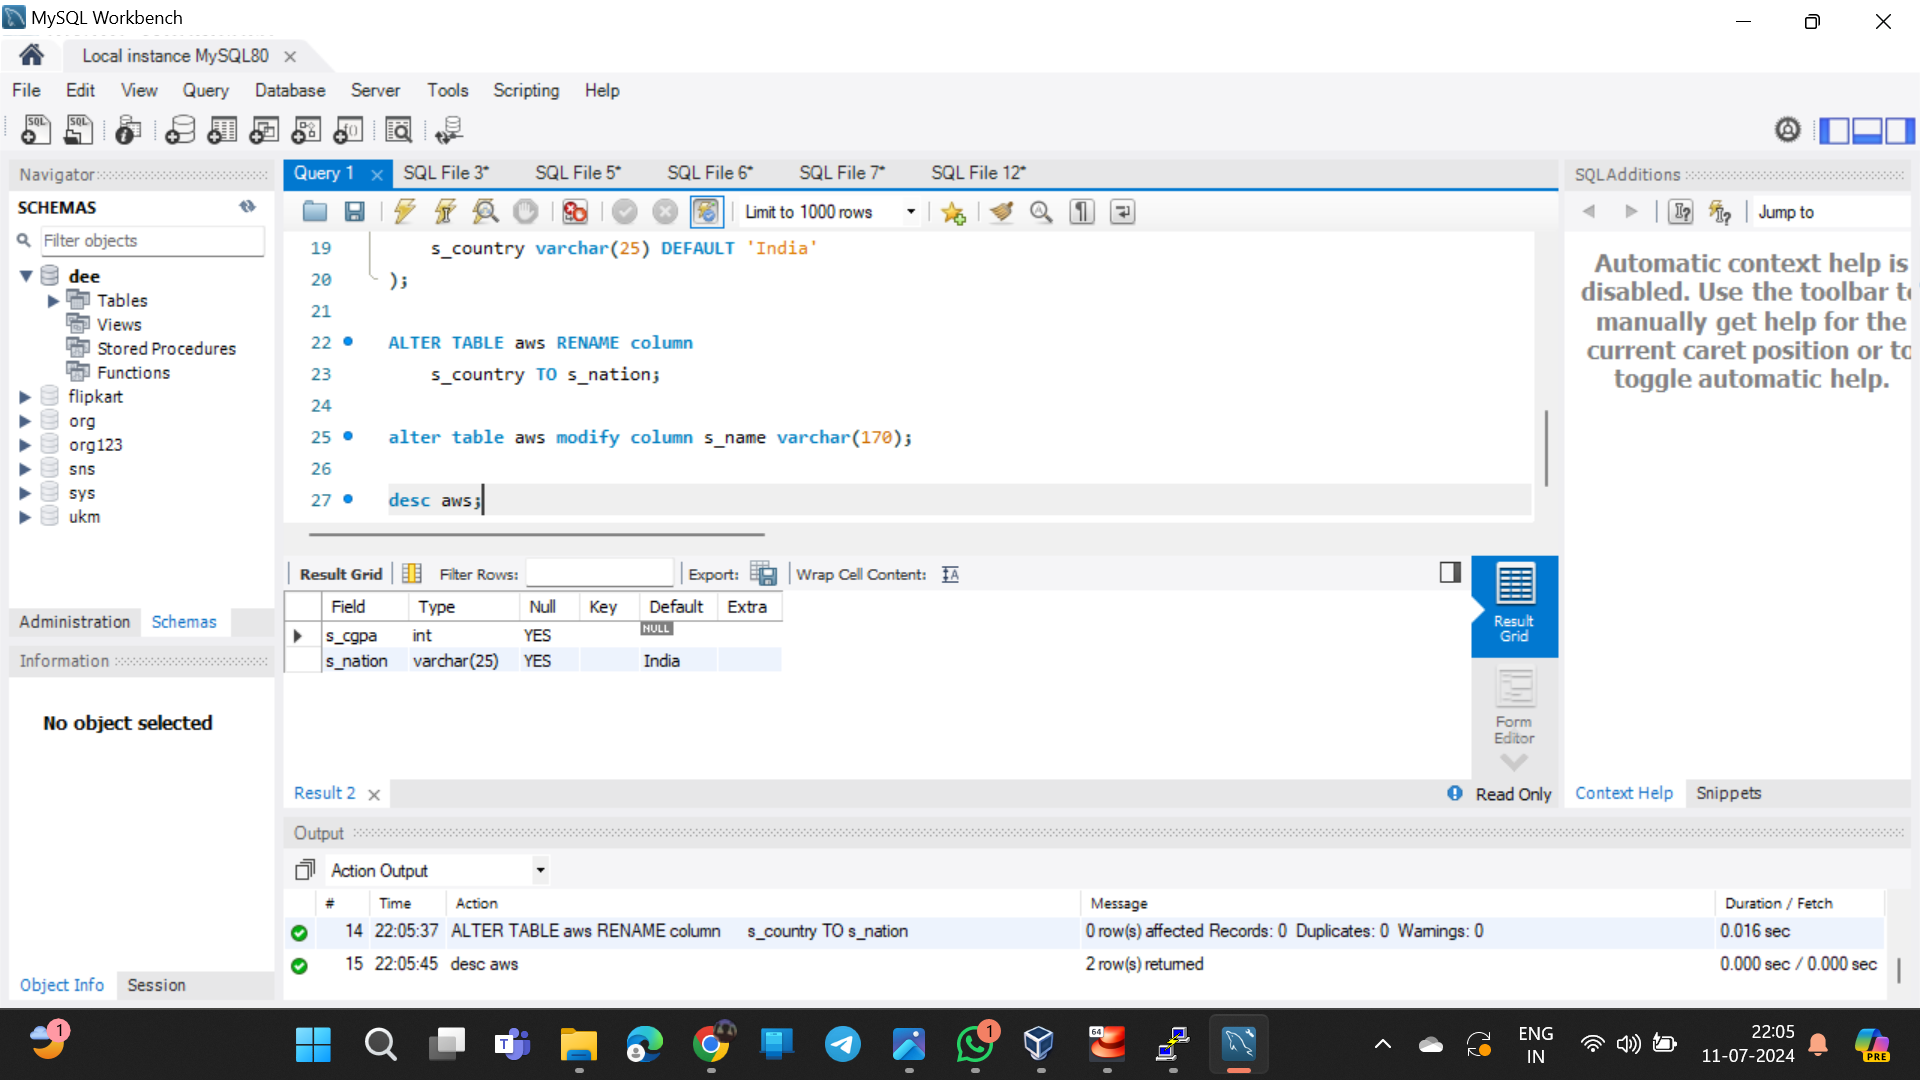 MySQL Workbench
Local instance MySQL80
File Edit View Query Database Server Tools Scripting Help
Navigator
SCHEMAS
Filter objects
dee
Tables
Views
Stored Procedures
Functions
flipkart
org
org123
sns
sys
ukm
Administration Schemas
Information
No object selected
Object Info Session
Query 1 SQL File 3* SQL File 5* SQL File 6* SQL File 7* SQL File 12*
Limit to 1000 rows
19 s_country varchar(25) DEFAULT 'India'
20 );
21
22 ALTER TABLE aws RENAME column
23 s_country TO s_nation;
24
25 alter table aws modify column s_name varchar(170);
26
27 desc aws;
Result Grid Filter Rows: Export: Wrap Cell Content:
Field Type Null Key Default Extra
s_cgpa int YES NULL
s_nation varchar(25) YES India
Result
Grid
Form
Editor
Result 2 Read Only
SQLAdditions
Jump to
Automatic context help is
disabled. Use the toolbar to
manually get help for the
current caret position or to
toggle automatic help.
Context Help Snippets
Output
Action Output
# Time Action Message Duration / Fetch
14 22:05:37 ALTER TABLE aws RENAME column s_country TO s_nation 0 row(s) affected Records: 0 Duplicates: 0 Warnings: 0 0.016 sec
15 22:05:45 desc aws 2 row(s) returned 0.000 sec / 0.000 sec
1
1
64
ENG
IN
22:05
11-07-2024
PRE